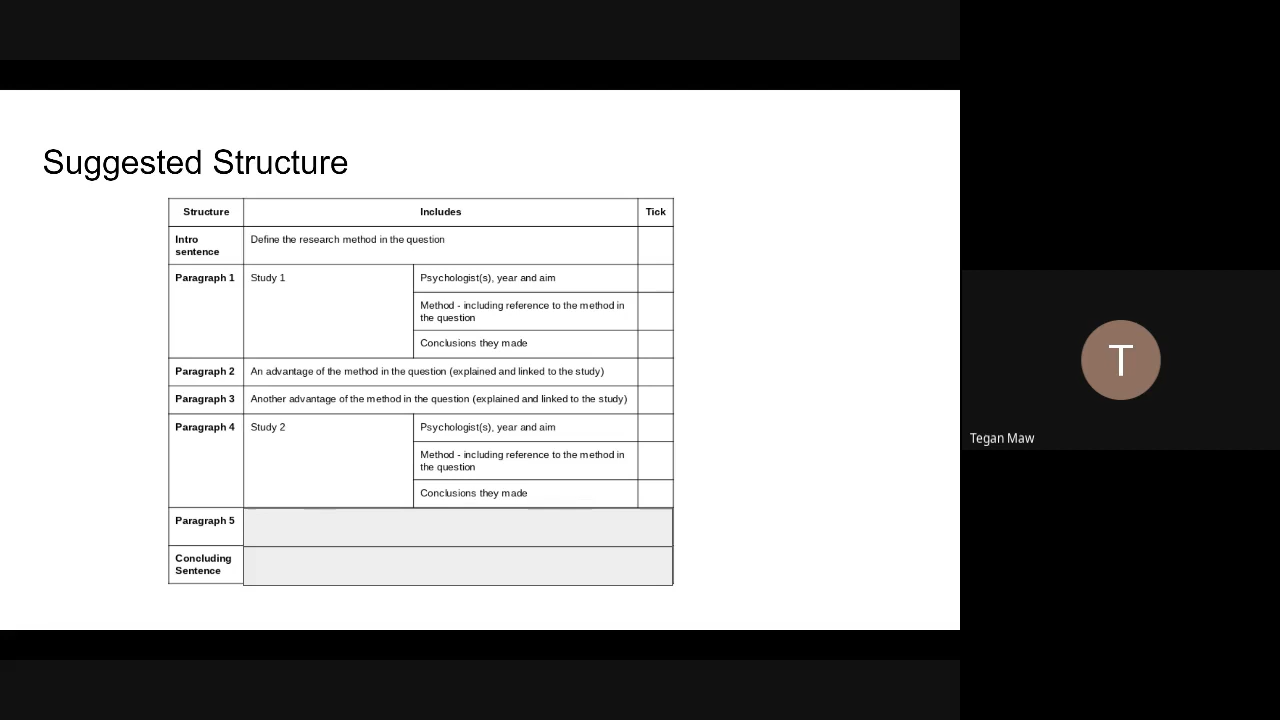 Suggested Structure
Structure Includes Tick
Intro
sentence
Define the research method in the question
Paragraph 1
Study 1
Psychologist(s), year and aim
Method - including reference to the method in
the question
Conclusions they made
Paragraph 2
An advantage of the method in the question (explained and linked to the study)
Paragraph 3
Another advantage of the method in the question (explained and linked to the study)
Paragraph 4
Study 2
Psychologist(s), year and aim
Method - including reference to the method in
the question
Conclusions they made
Paragraph 5
Concluding
Sentence
T
Tegan Maw